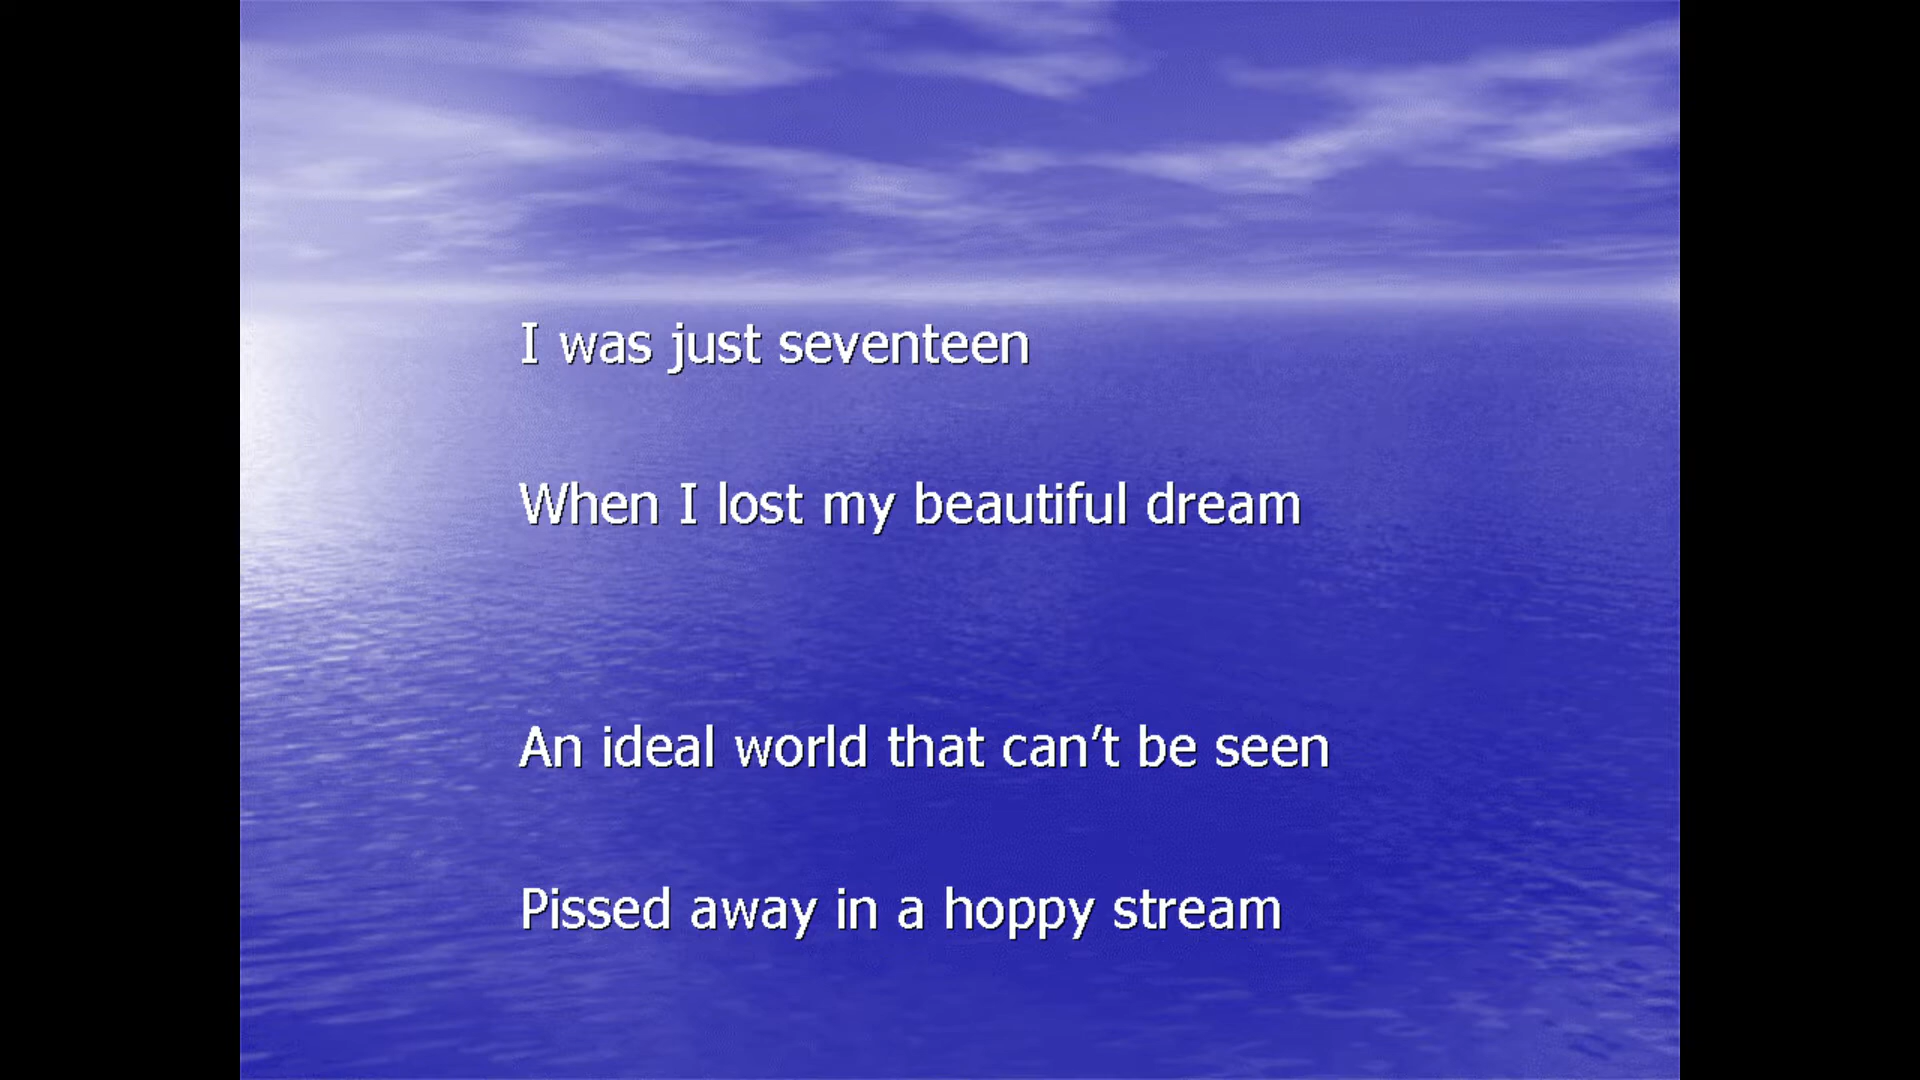 I was just seventeen
When I lost my beautiful dream
An ideal world that can’t be seen
Pissed away in a hoppy stream